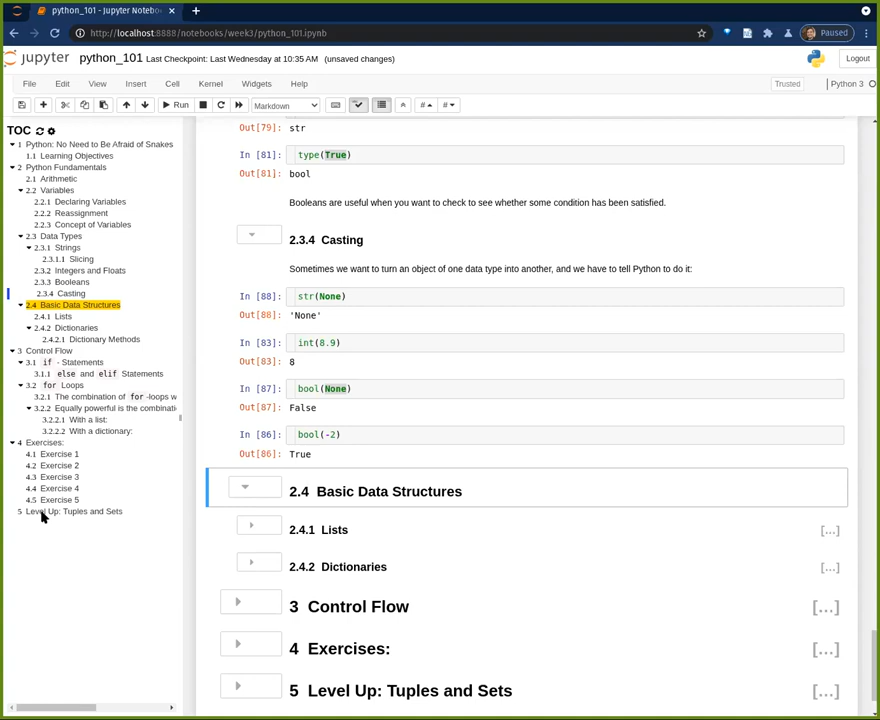 python_101 - Jupyter Notebo
http://localhost:8888/notebooks/week3/python_101.ipynb
Paused
jupyter python_101 Last Checkpoint: Last Wednesday at 10:35 AM (unsaved changes)
Logout
File Edit View Insert Cell Kernel Widgets Help
Trusted Python 3
Run Markdown
TOC
1 Python: No Need to Be Afraid of Snakes
1.1 Learning Objectives
2 Python Fundamentals
2.1 Arithmetic
2.2 Variables
2.2.1 Declaring Variables
2.2.2 Reassignment
2.2.3 Concept of Variables
2.3 Data Types
2.3.1 Strings
2.3.1.1 Slicing
2.3.2 Integers and Floats
2.3.3 Booleans
2.3.4 Casting
2.4 Basic Data Structures
2.4.1 Lists
2.4.2 Dictionaries
2.4.2.1 Dictionary Methods
3 Control Flow
3.1 if - Statements
3.1.1 else and elif Statements
3.2 for Loops
3.2.1 The combination of for -loops w
3.2.2 Equally powerful is the combinati
3.2.2.1 With a list:
3.2.2.2 With a dictionary:
4 Exercises:
4.1 Exercise 1
4.2 Exercise 2
4.3 Exercise 3
4.4 Exercise 4
4.5 Exercise 5
5 Level Up: Tuples and Sets
Out[79]: str
In [81]: type(True)
Out[81]: bool
Booleans are useful when you want to check to see whether some condition has been satisfied.
2.3.4 Casting
Sometimes we want to turn an object of one data type into another, and we have to tell Python to do it:
In [88]: str(None)
Out[88]: 'None'
In [83]: int(8.9)
Out[83]: 8
In [87]: bool(None)
Out[87]: False
In [86]: bool(-2)
Out[86]: True
2.4 Basic Data Structures
2.4.1 Lists [...]
2.4.2 Dictionaries [...]
3 Control Flow [...]
4 Exercises: [...]
5 Level Up: Tuples and Sets [...]